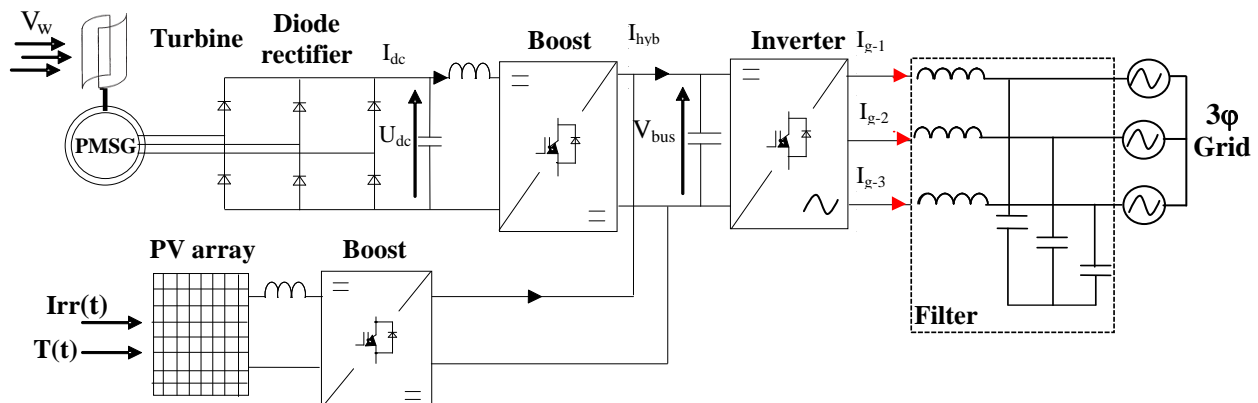 V_w
Turbine
Diode
rectifier
I_dc
Boost
I_hyb
Inverter
I_g-1
PMSG
U_dc
V_bus
I_g-2
3φ
Grid
I_g-3
PV array
Boost
Irr(t)
T(t)
Filter